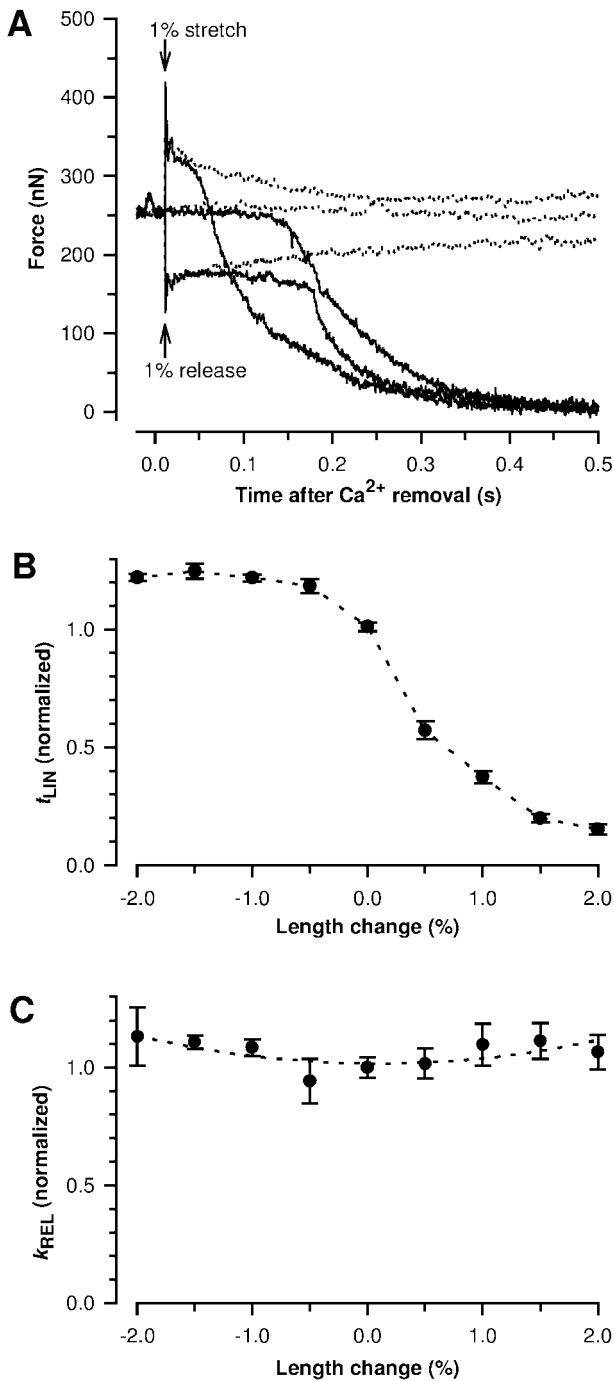 A
500
1% stretch
400
300
200
100
0
Force (nN)
1% release
0.0 0.1 0.2 0.3 0.4 0.5
Time after Ca2+ removal (s)
B
1.0
0.5
0.0
tLIN (normalized)
-2.0 -1.0 0.0 1.0 2.0
Length change (%)
C
1.0
0.5
0.0
kREL (normalized)
-2.0 -1.0 0.0 1.0 2.0
Length change (%)